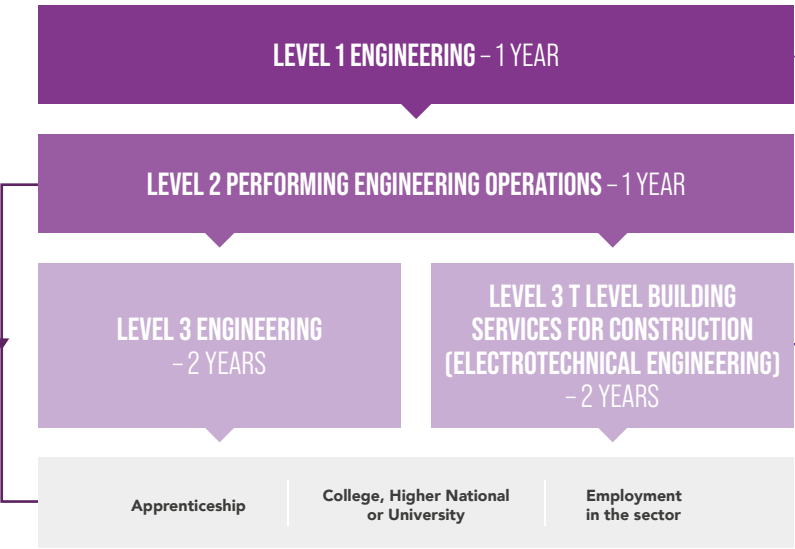 LEVEL 1 ENGINEERING – 1 YEAR
LEVEL 2 PERFORMING ENGINEERING OPERATIONS – 1 YEAR
LEVEL 3 ENGINEERING
– 2 YEARS
LEVEL 3 T LEVEL BUILDING
SERVICES FOR CONSTRUCTION
(ELECTROTECHNICAL ENGINEERING)
– 2 YEARS
Apprenticeship
College, Higher National
or University
Employment
in the sector